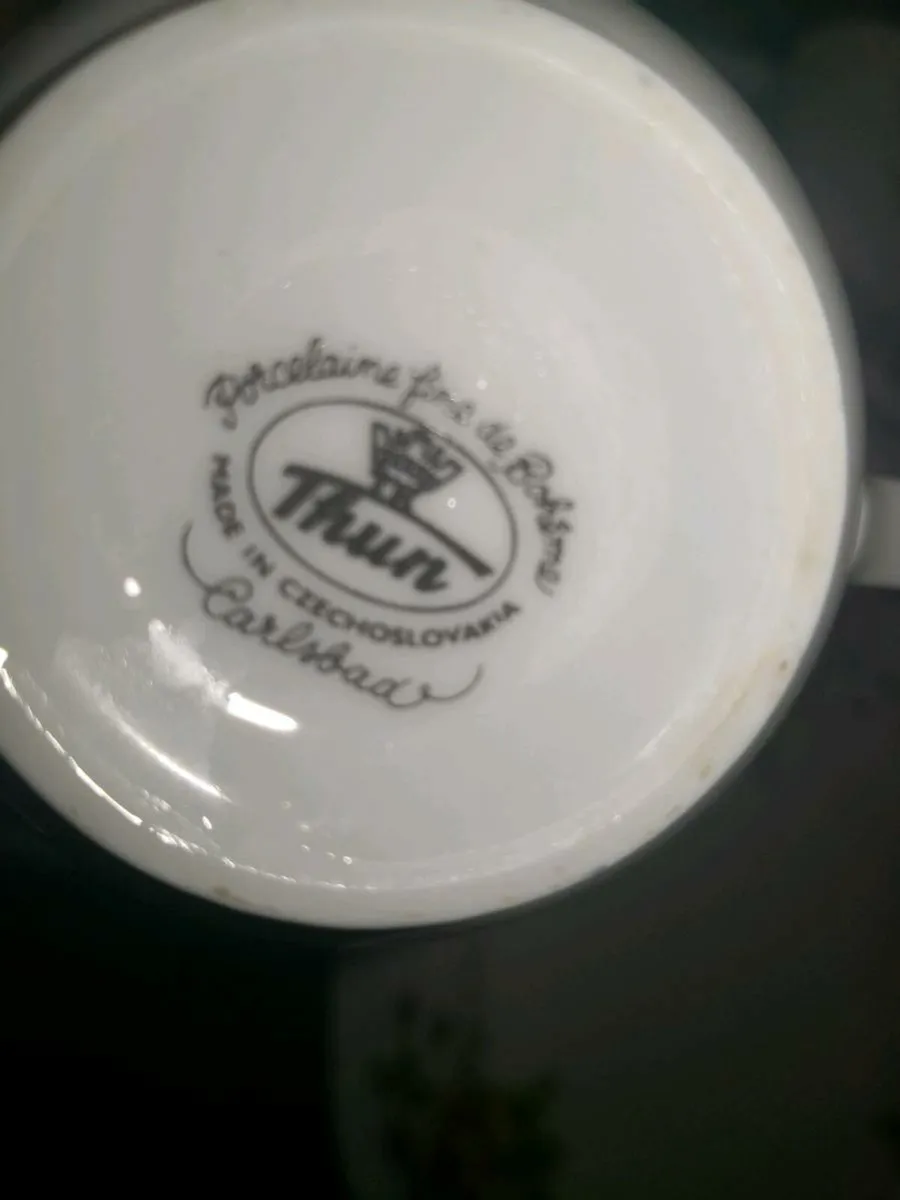 Porcelaine fine de Bohême
Thun
MADE IN CZECHOSLOVAKIA
Carlsbad